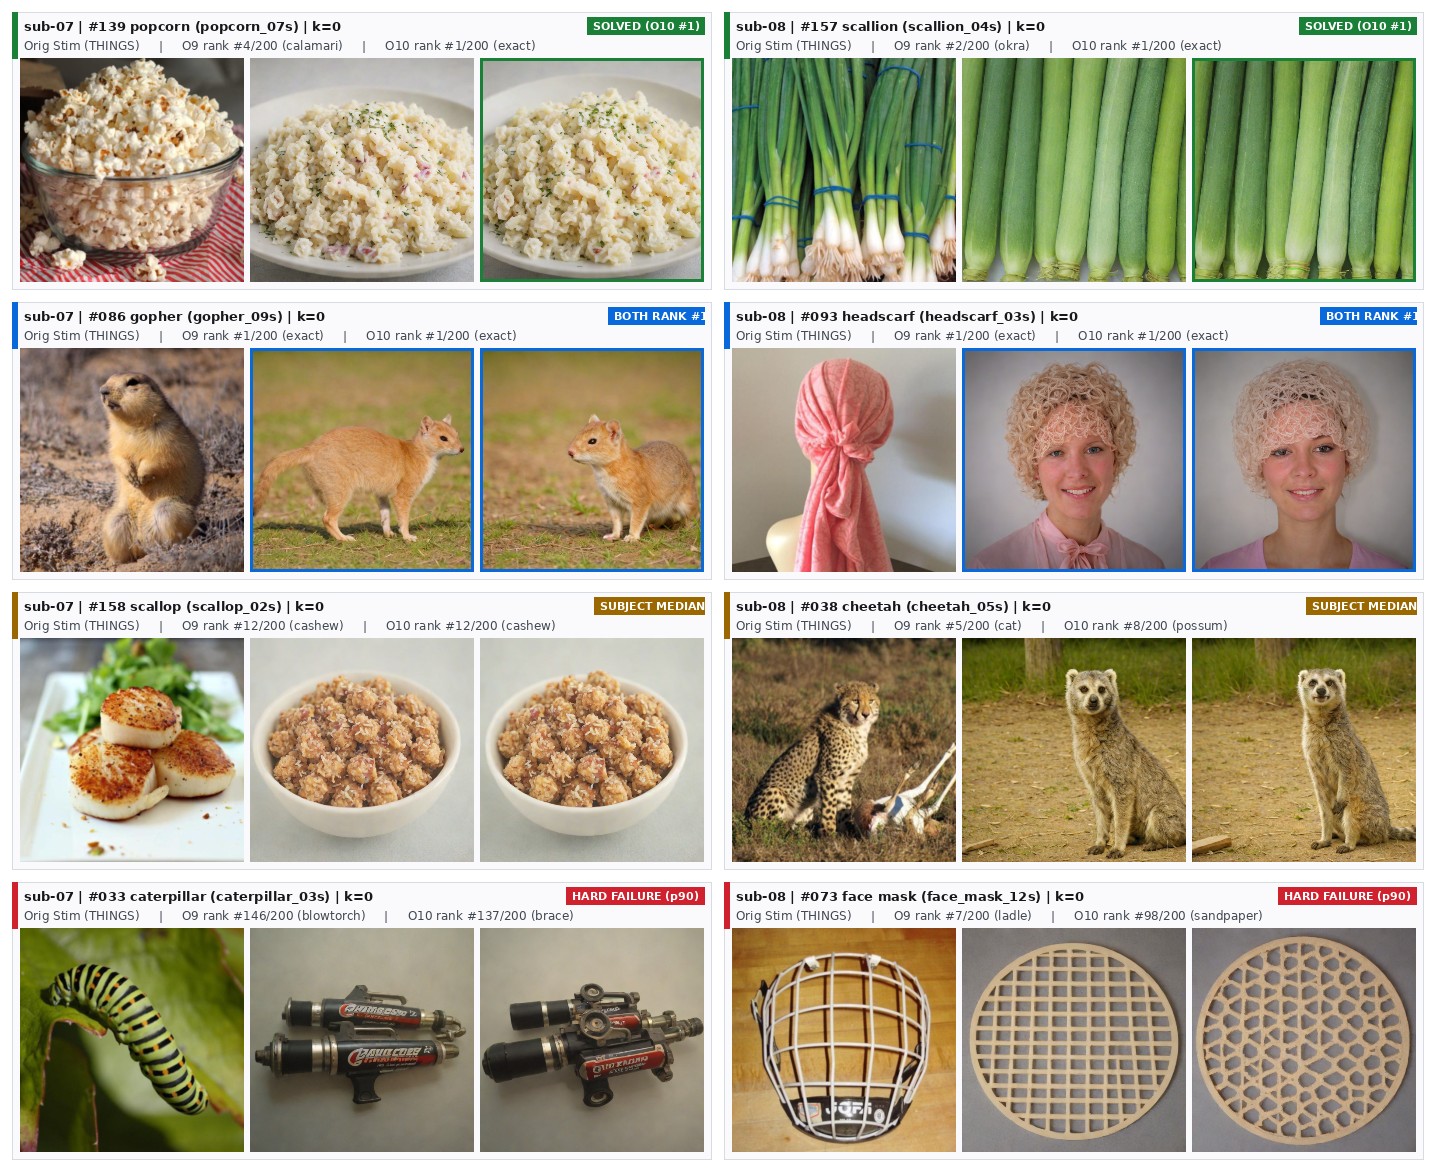 sub-07 | #139 popcorn (popcorn_07s) | k=0
SOLVED (O10 #1)
Orig Stim (THINGS) | O9 rank #4/200 (calamari) | O10 rank #1/200 (exact)
sub-08 | #157 scallion (scallion_04s) | k=0
SOLVED (O10 #1)
Orig Stim (THINGS) | O9 rank #2/200 (okra) | O10 rank #1/200 (exact)
sub-07 | #086 gopher (gopher_09s) | k=0
BOTH RANK #1
Orig Stim (THINGS) | O9 rank #1/200 (exact) | O10 rank #1/200 (exact)
sub-08 | #093 headscarf (headscarf_03s) | k=0
BOTH RANK #1
Orig Stim (THINGS) | O9 rank #1/200 (exact) | O10 rank #1/200 (exact)
sub-07 | #158 scallop (scallop_02s) | k=0
SUBJECT MEDIAN
Orig Stim (THINGS) | O9 rank #12/200 (cashew) | O10 rank #12/200 (cashew)
sub-08 | #038 cheetah (cheetah_05s) | k=0
SUBJECT MEDIAN
Orig Stim (THINGS) | O9 rank #5/200 (cat) | O10 rank #8/200 (possum)
sub-07 | #033 caterpillar (caterpillar_03s) | k=0
HARD FAILURE (p90)
Orig Stim (THINGS) | O9 rank #146/200 (blowtorch) | O10 rank #137/200 (brace)
sub-08 | #073 face mask (face_mask_12s) | k=0
HARD FAILURE (p90)
Orig Stim (THINGS) | O9 rank #7/200 (ladle) | O10 rank #98/200 (sandpaper)